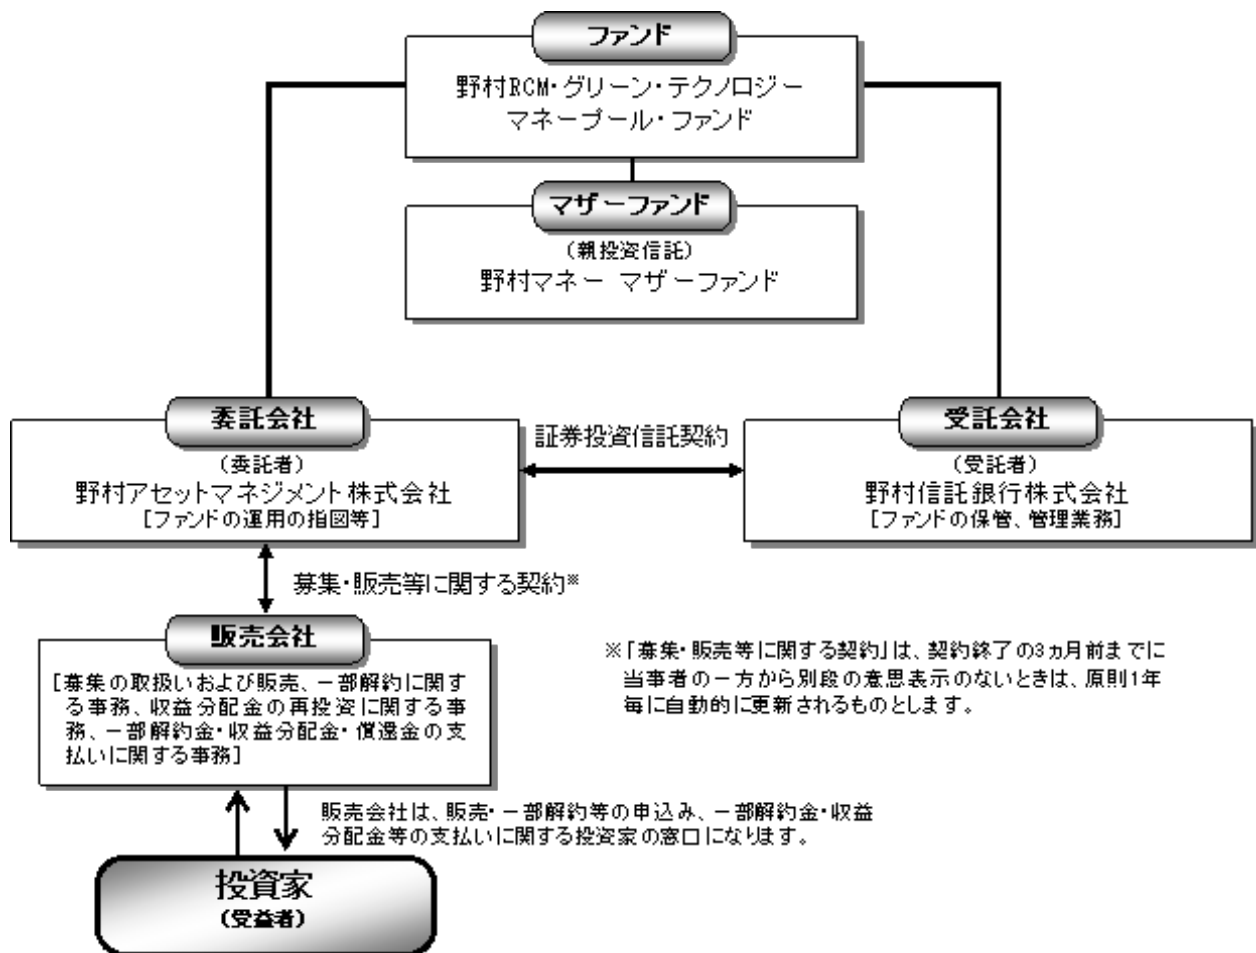 ファンド
野村RCM・グリーン・テクノロジー
マネープール・ファンド
マザーファンド
(親投資信託)
野村マネー マザーファンド
委託会社
(委託者)
野村アセットマネジメント株式会社
[ファンドの運用の指図等]
証券投資信託契約
受託会社
(受託者)
野村信託銀行株式会社
[ファンドの保管、管理業務]
募集・販売等に関する契約※
販売会社
[募集の取扱いおよび販売、一部解約に関す
る事務、収益分配金の再投資に関する事
務、一部解約金・収益分配金・償還金の支
払いに関する事務]
※「募集・販売等に関する契約」は、契約終了の3ヵ月前までに
当事者の一方から別段の意思表示のないときは、原則1年
毎に自動的に更新されるものとします。
販売会社は、販売・一部解約等の申込み、一部解約金・収益
分配金等の支払いに関する投資家の窓口になります。
投資家
(受益者)